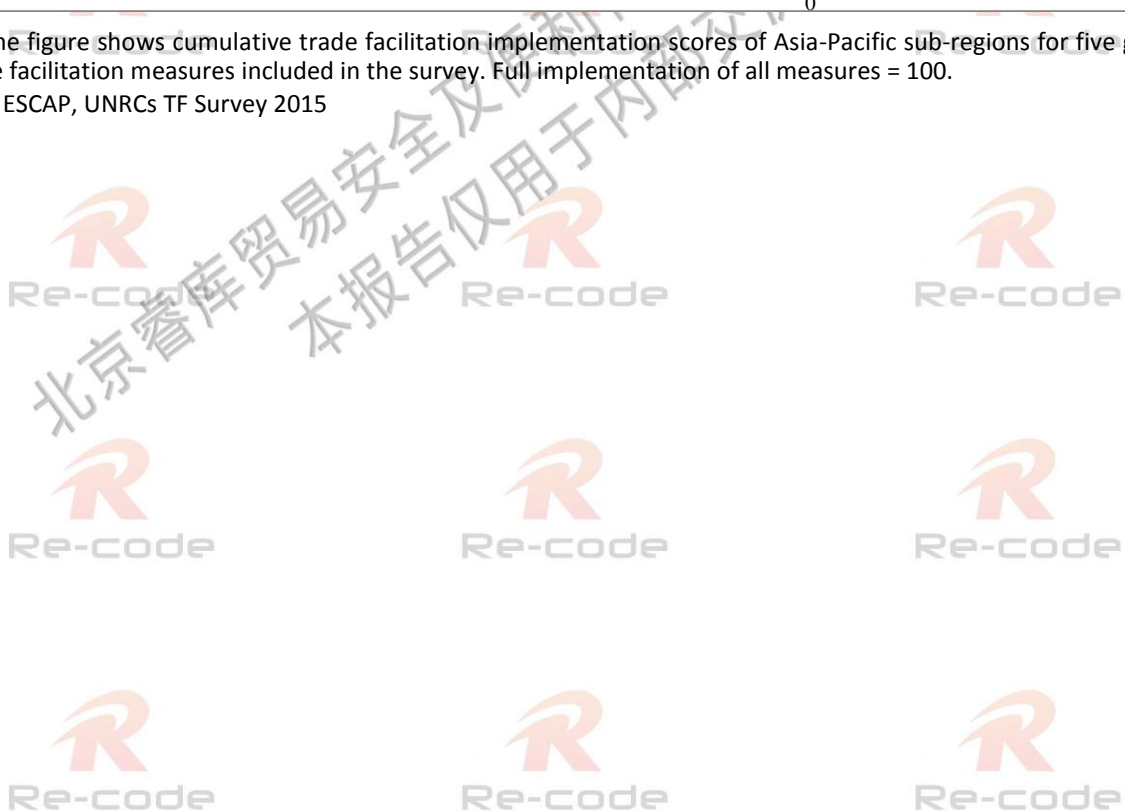 0
he figure shows cumulative trade facilitation implementation scores of Asia-Pacific sub-regions for five g
e facilitation measures included in the survey. Full implementation of all measures = 100.
ESCAP, UNRCs TF Survey 2015
北京睿库贸易安全及便利
本报告仅用于内部交
Re-code
Re-code
Re-code
Re-code
Re-code
Re-code
Re-code
Re-code
Re-code